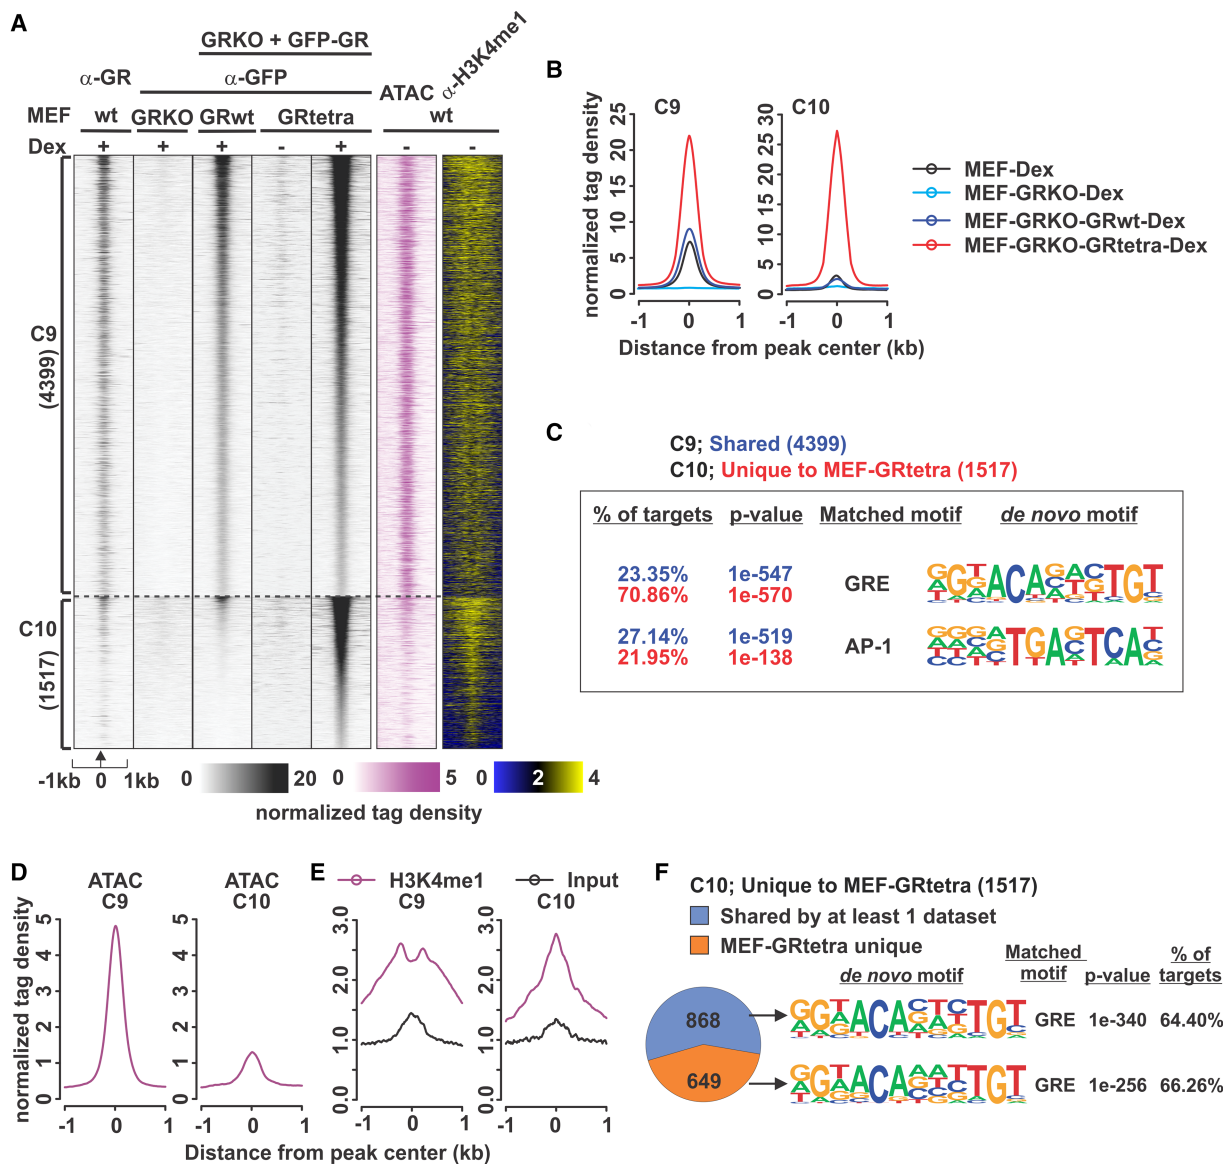 A
GRKO + GFP-GR
α-GR
α-GFP
ATAC
α-H3K4me1
MEF
wt
GRKO
GRwt
GRtetra
wt
Dex
+
+
+
-
+
-
-
C9
(4399)
C10
(1517)
-1kb 0 1kb
0 20
0 5
0 2 4
normalized tag density
B
C9
C10
normalized tag density
25
20
15
10
5
0
30
25
20
15
10
5
0
-1 0 1
-1 0 1
Distance from peak center (kb)
MEF-Dex
MEF-GRKO-Dex
MEF-GRKO-GRwt-Dex
MEF-GRKO-GRtetra-Dex
C
C9; Shared (4399)
C10; Unique to MEF-GRtetra (1517)
% of targets p-value Matched motif de novo motif
23.35% 1e-547
70.86% 1e-570
GRE
27.14% 1e-519
21.95% 1e-138
AP-1
D
ATAC
C9
ATAC
C10
normalized tag density
5
4
3
2
1
0
5
4
3
2
1
0
-1 0 1
-1 0 1
Distance from peak center (kb)
E
H3K4me1
Input
C9
C10
3.0
2.0
1.0
0.0
3.0
2.0
1.0
0.0
-1 0 1
-1 0 1
F
C10; Unique to MEF-GRtetra (1517)
Shared by at least 1 dataset
MEF-GRtetra unique
de novo motif
Matched
motif
p-value
% of
targets
868
GRE 1e-340 64.40%
649
GRE 1e-256 66.26%